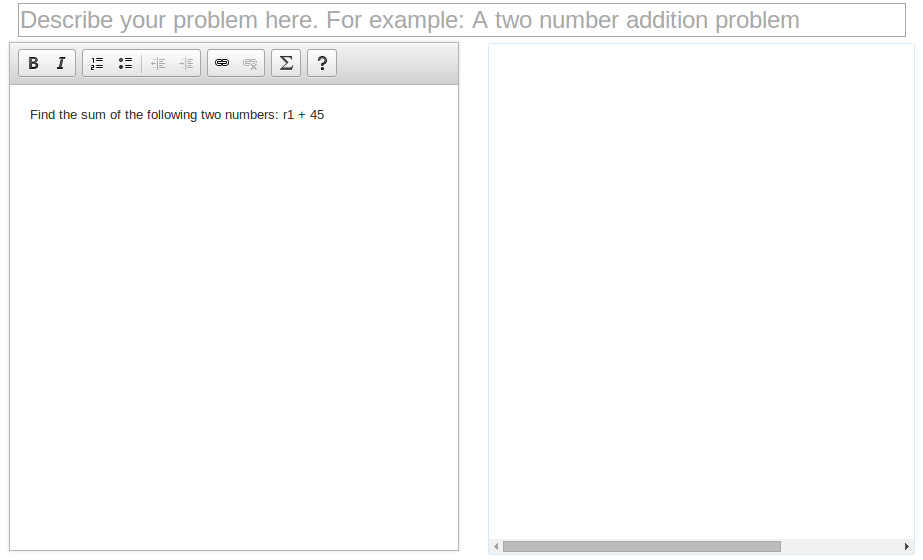 Describe your problem here. For example: A two number addition problem
B I Σ ?
Find the sum of the following two numbers: r1 + 45